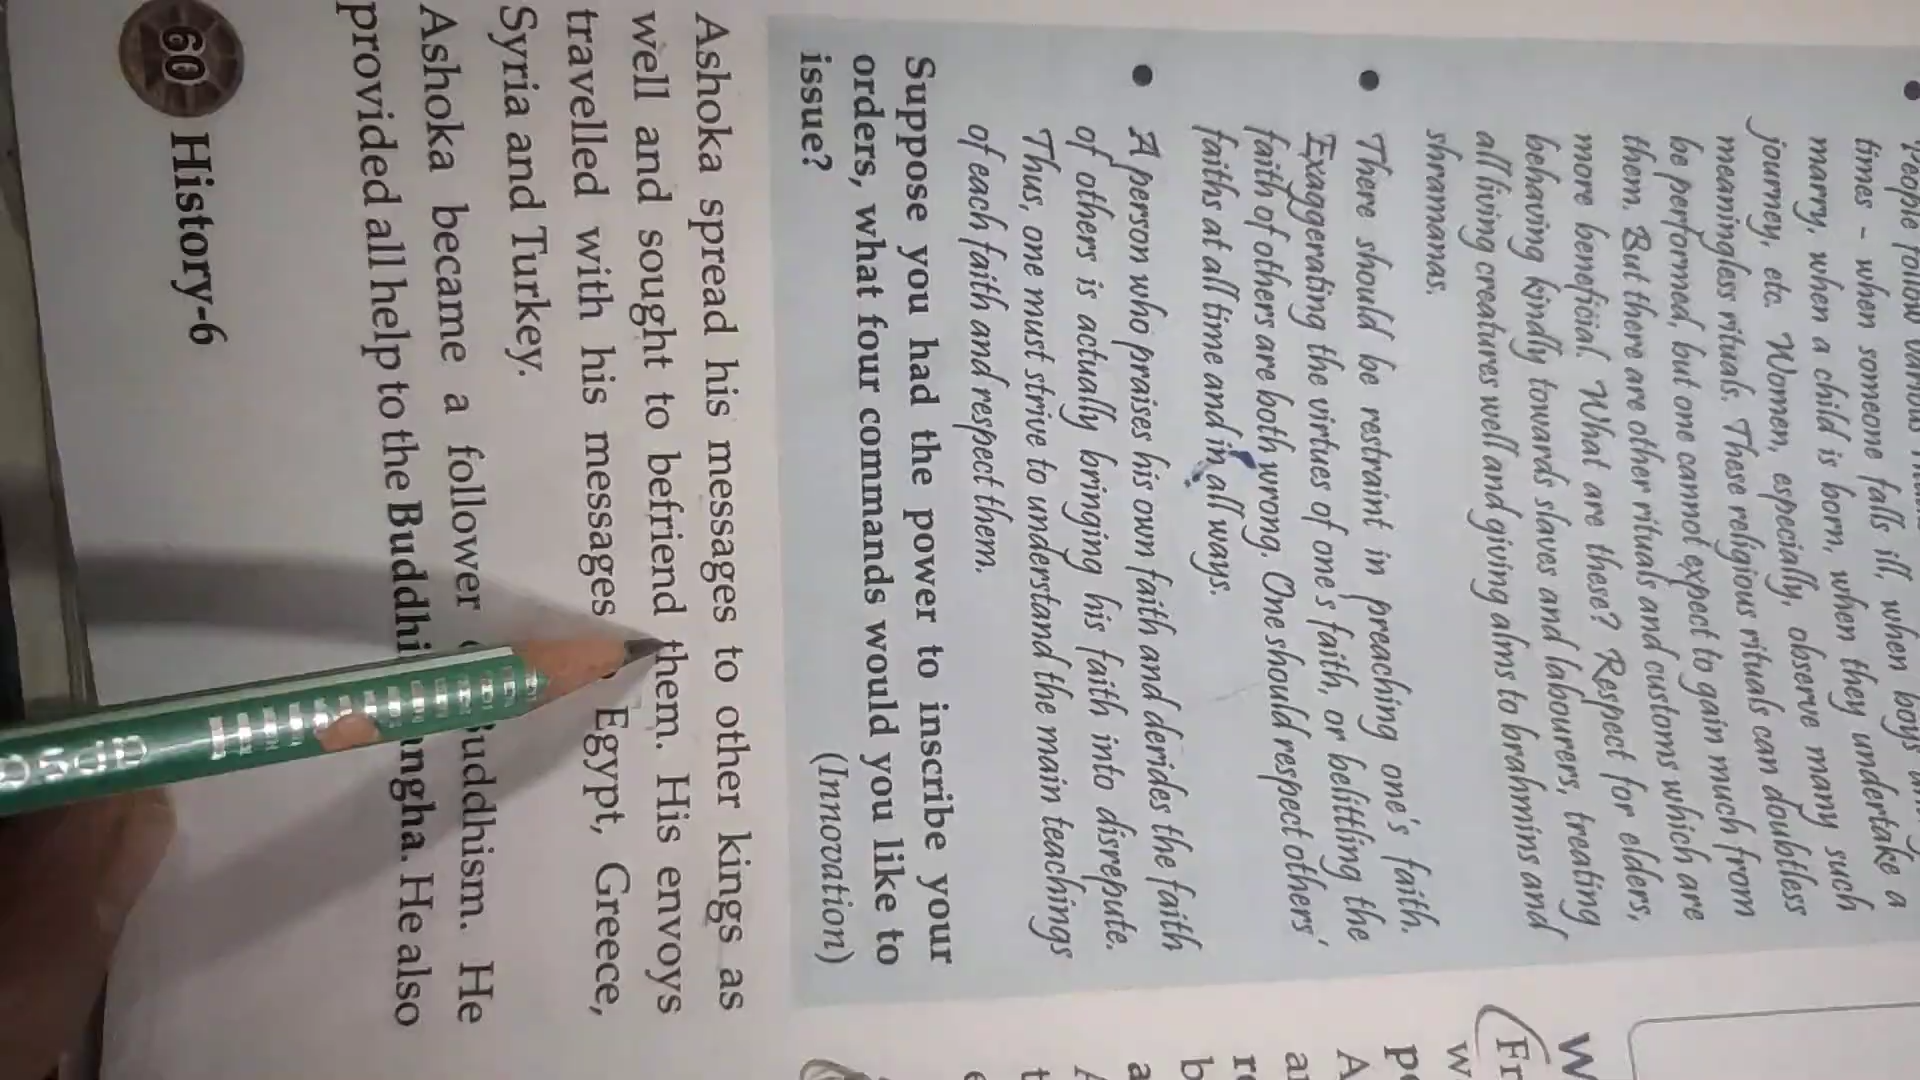 People follow various
times – when someone falls ill, when boys
marry, when a child is born, when they undertake a
journey, etc. Women, especially, observe many such
meaningless rituals. These religious rituals can doubtless
be performed, but one cannot expect to gain much from
them. But there are other rituals and customs which are
more beneficial. What are these? Respect for elders,
behaving kindly towards slaves and labourers, treating
all living creatures well and giving alms to brahmins and
shramanas.
• There should be restraint in preaching one's faith.
Exaggerating the virtues of one's faith, or belittling the
faith of others are both wrong. One should respect others'
faiths at all time and in all ways.
• A person who praises his own faith and derides the faith
of others is actually bringing his faith into disrepute.
Thus, one must strive to understand the main teachings
of each faith and respect them.
Suppose you had the power to inscribe your
orders, what four commands would you like to
issue? (Innovation)
Ashoka spread his messages to other kings as
well and sought to befriend them. His envoys
travelled with his messages Egypt, Greece,
Syria and Turkey.
Ashoka became a follower Buddhism. He
provided all help to the Buddhi angha. He also
60 History-6